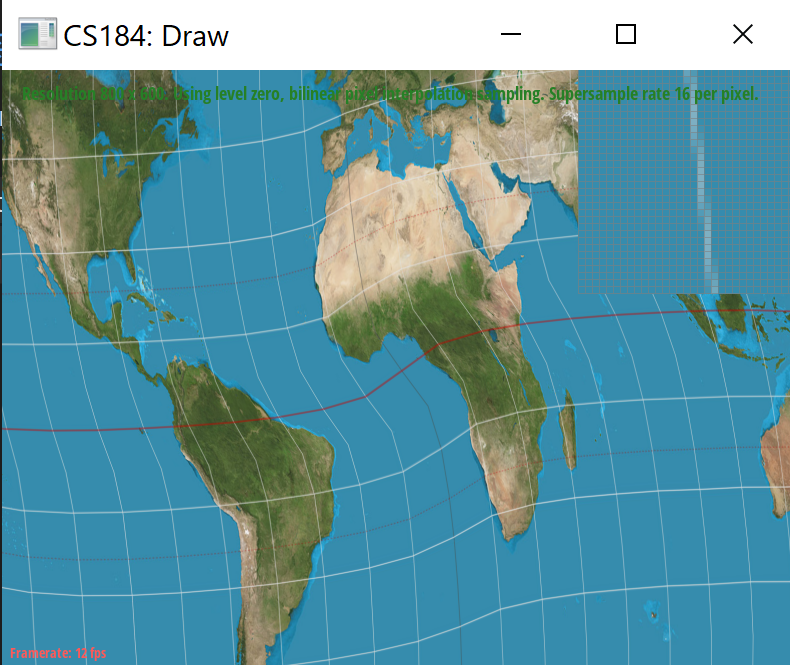 CS184: Draw
Resolution 800 x 600. Using level zero, bilinear pixel interpolation sampling. Supersample rate 16 per pixel.
Framerate: 12 fps